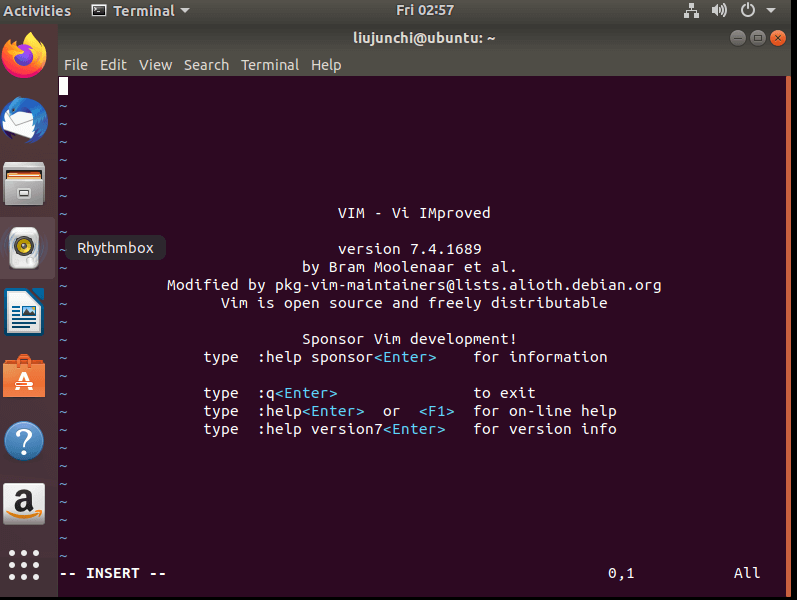 Activities Terminal Fri 02:57
liujunchi@ubuntu: ~
File Edit View Search Terminal Help
~
~
~
~
~
~
~ VIM - Vi IMproved
~
~ version 7.4.1689
Rhythmbox
~ by Bram Moolenaar et al.
~ Modified by pkg-vim-maintainers@lists.alioth.debian.org
~ Vim is open source and freely distributable
~
~ Sponsor Vim development!
~ type :help sponsor<Enter> for information
~
~ type :q<Enter> to exit
~ type :help<Enter> or <F1> for on-line help
~ type :help version7<Enter> for version info
~
~
~
~
~
~
~
-- INSERT -- 0,1 All